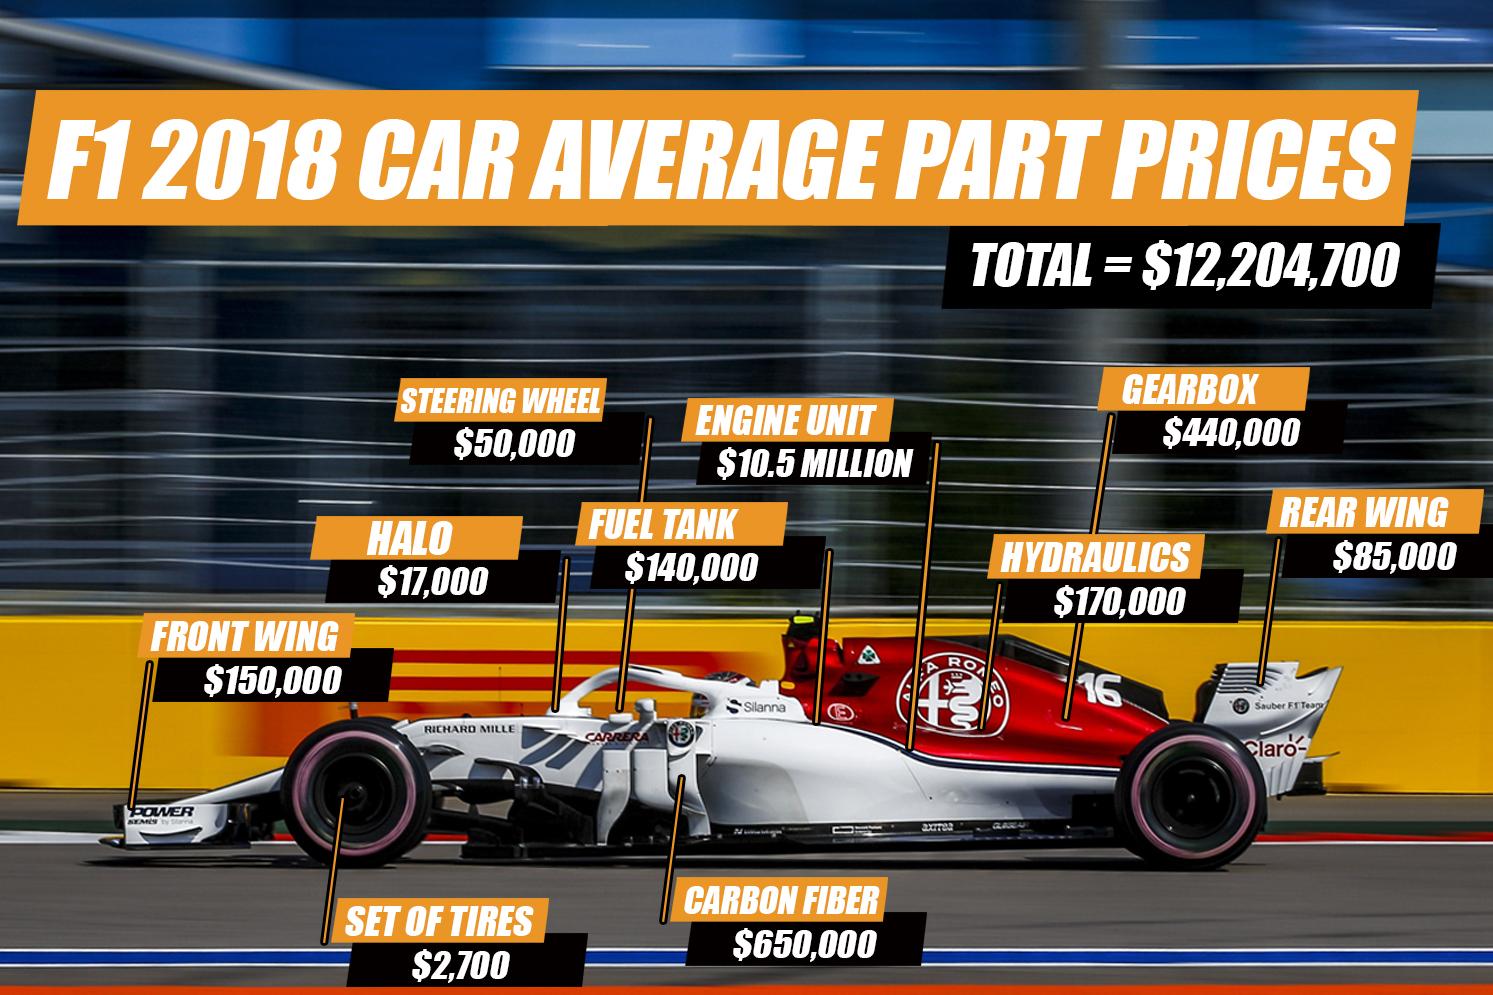 F1 2018 CAR AVERAGE PART PRICES
TOTAL = $12,204,700
STEERING WHEEL
$50,000
ENGINE UNIT
$10.5 MILLION
GEARBOX
$440,000
HALO
$17,000
FUEL TANK
$140,000
HYDRAULICS
$170,000
REAR WING
$85,000
FRONT WING
$150,000
SET OF TIRES
$2,700
CARBON FIBER
$650,000
RICHARD MILLE
CARRERA
Silanna
ALFA ROMEO
16
Sauber F1 Team
Claro
POWER